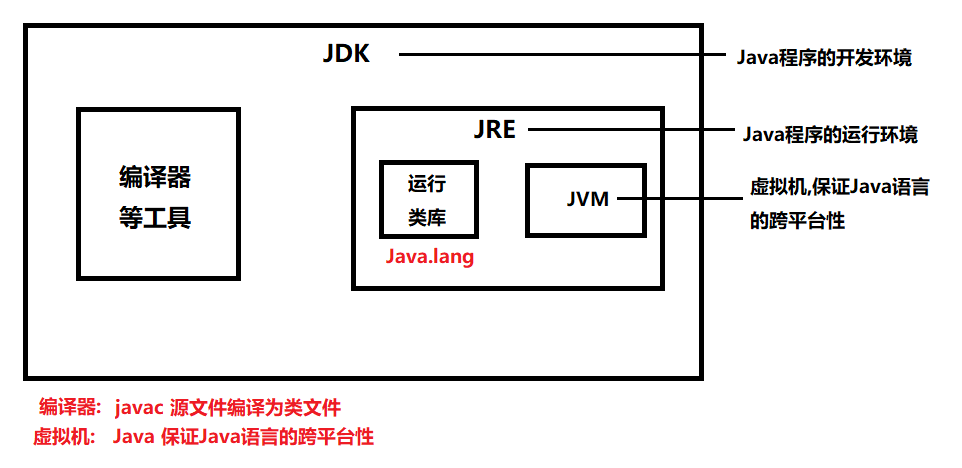 JDK
Java程序的开发环境
JRE
Java程序的运行环境
编译器
等工具
运行
类库
JVM
虚拟机,保证Java语言
的跨平台性
Java.lang
编译器: javac 源文件编译为类文件
虚拟机: Java 保证Java语言的跨平台性